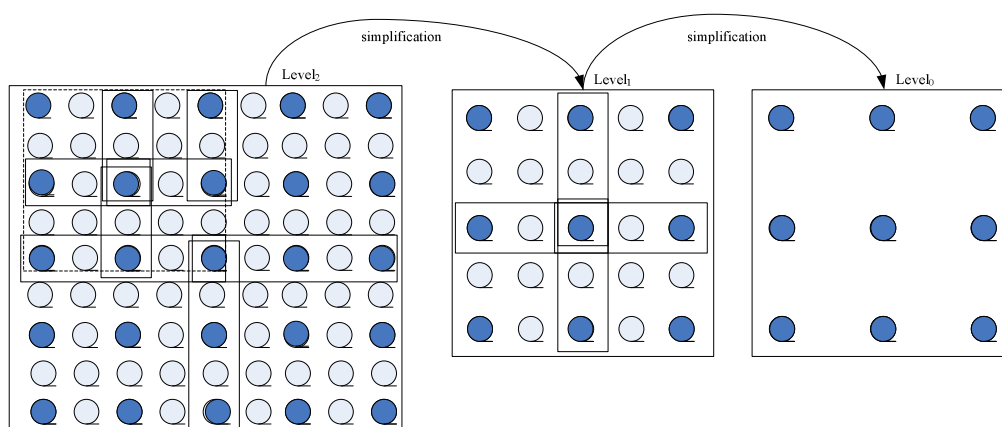 simplification
simplification
Level₂
Level₁
Level₀